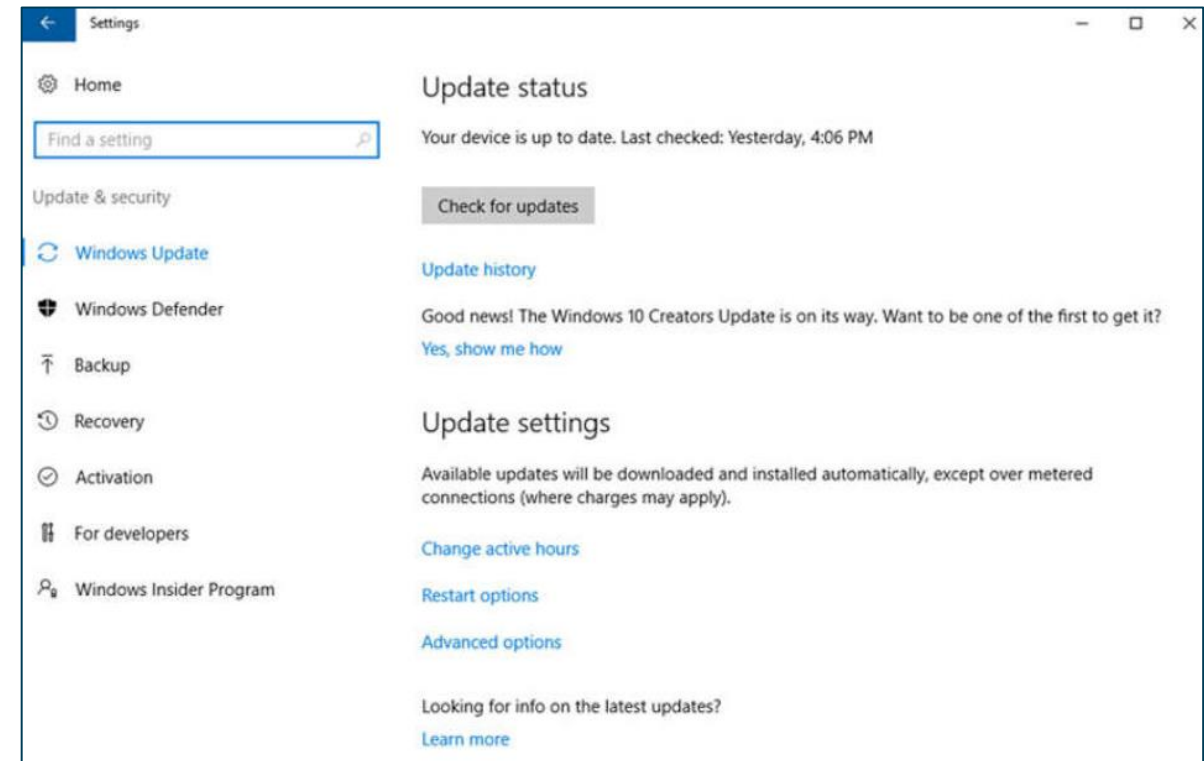 Settings
Home
Find a setting
Update & security
Windows Update
Windows Defender
Backup
Recovery
Activation
For developers
Windows Insider Program
Update status
Your device is up to date. Last checked: Yesterday, 4:06 PM
Check for updates
Update history
Good news! The Windows 10 Creators Update is on its way. Want to be one of the first to get it?
Yes, show me how
Update settings
Available updates will be downloaded and installed automatically, except over metered
connections (where charges may apply).
Change active hours
Restart options
Advanced options
Looking for info on the latest updates?
Learn more